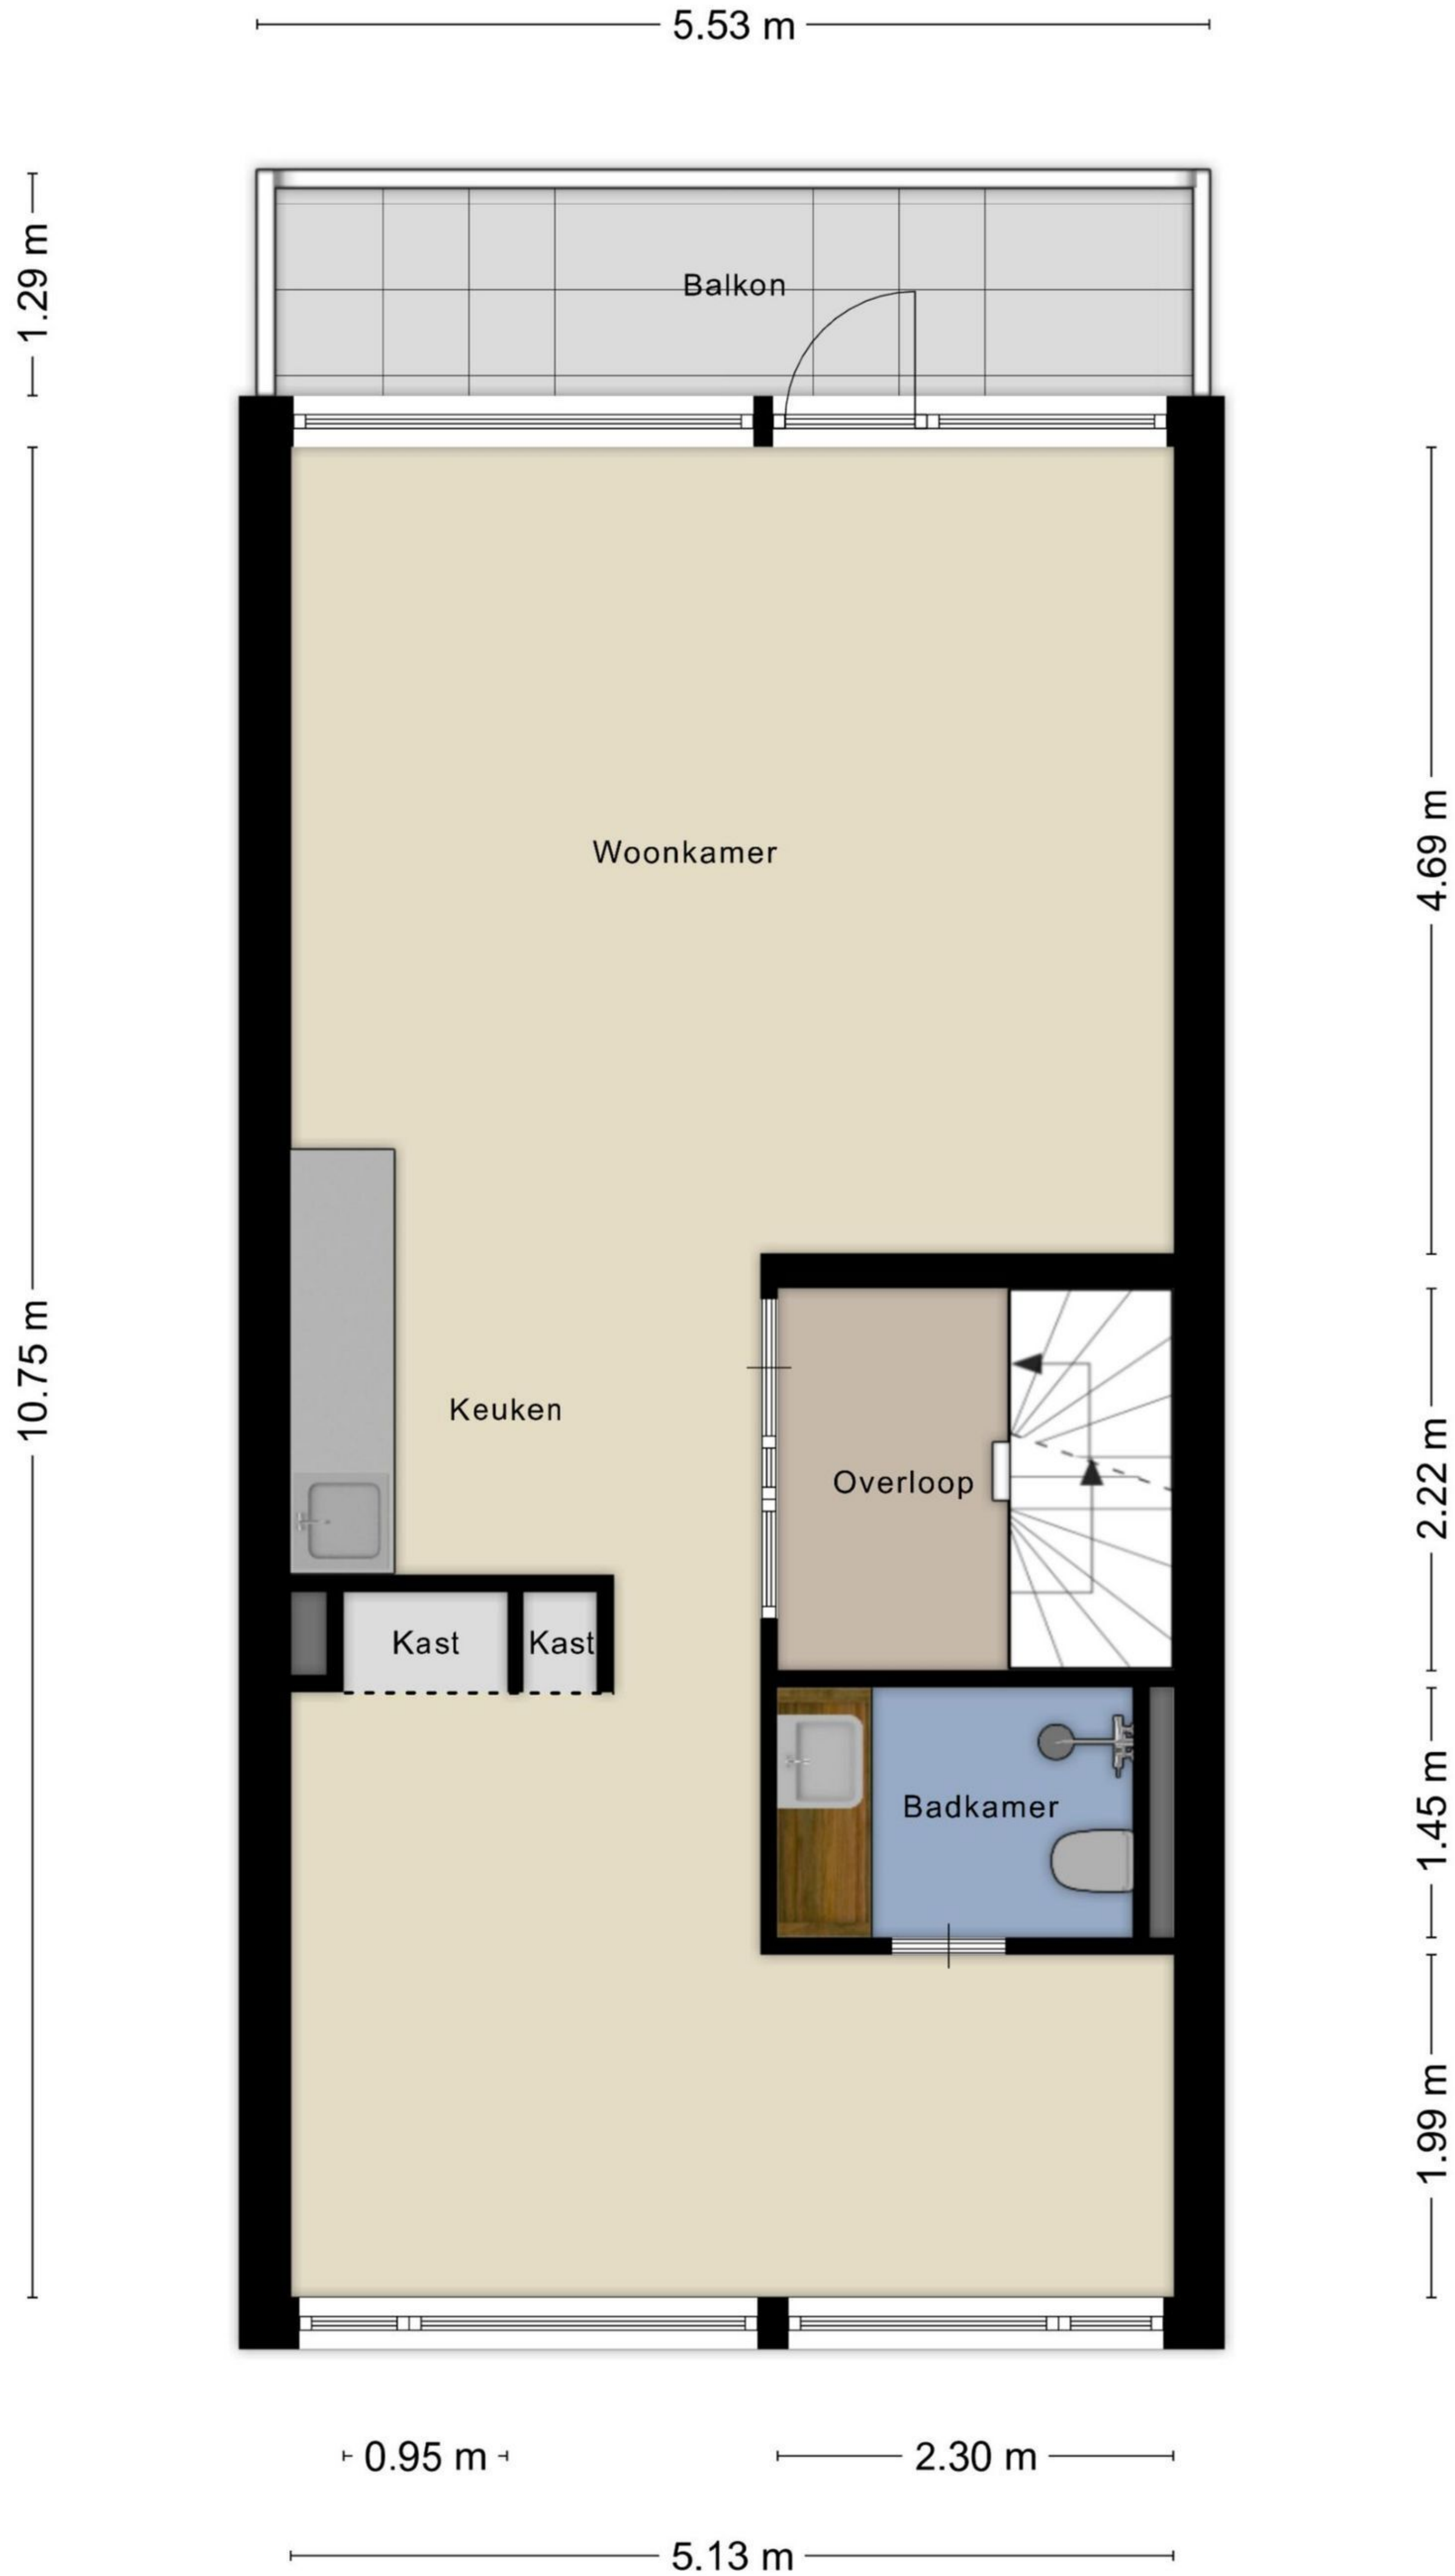 5.53 m
1.29 m
Balkon
Woonkamer
4.69 m
10.75 m
Keuken
Overloop
2.22 m
Kast
Kast
Badkamer
1.45 m
1.99 m
0.95 m
2.30 m
5.13 m